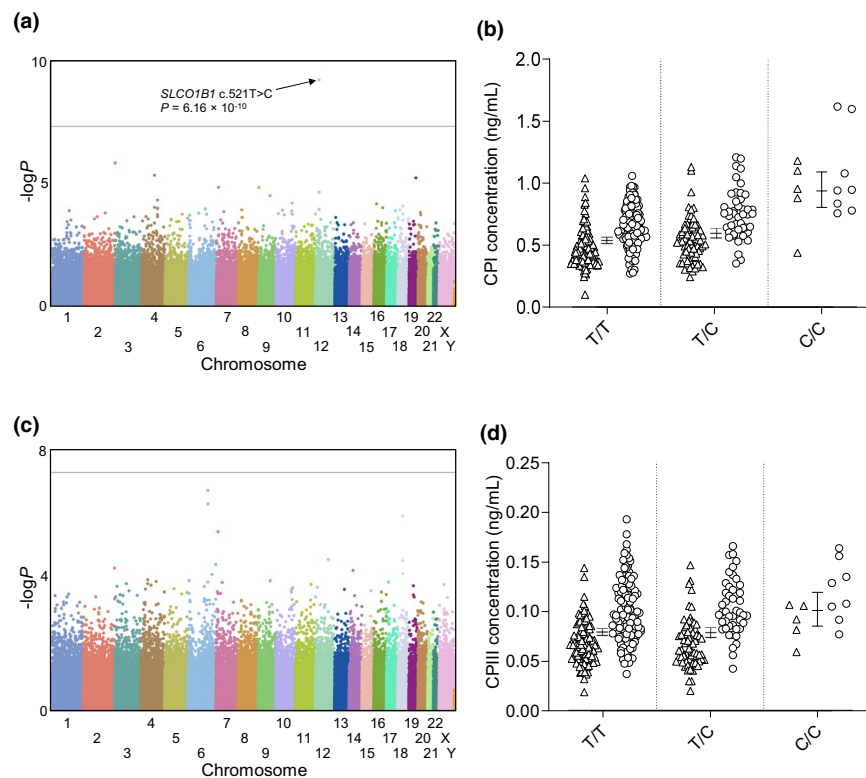 (a)
10
5
0
-logP
SLCO1B1 c.521T>C
P = 6.16 × 10-10
1 4 7 10 13 16 19 22
2 5 8 11 14 17 20 X
3 6 9 12 15 18 21 Y
Chromosome
(b)
2.0
1.5
1.0
0.5
0.0
CPI concentration (ng/mL)
T/T T/C C/C
(c)
8
4
0
-logP
1 4 7 10 13 16 19 22
2 5 8 11 14 17 20 X
3 6 9 12 15 18 21 Y
Chromosome
(d)
0.25
0.20
0.15
0.10
0.05
0.00
CPIII concentration (ng/mL)
T/T T/C C/C